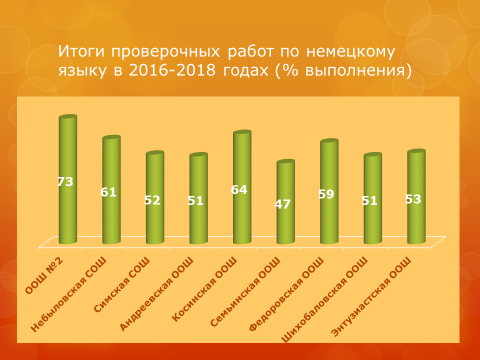 Итоги проверочных работ по немецкому
языку в 2016-2018 годах (% выполнения)
73
61
52
51
64
47
59
51
53
ООШ №2
Небыловская СОШ
Симская СОШ
Андреевская ООШ
Косинская ООШ
Семьинская ООШ
Федоровская ООШ
Шихобаловская ООШ
Энтузиастская ООШ